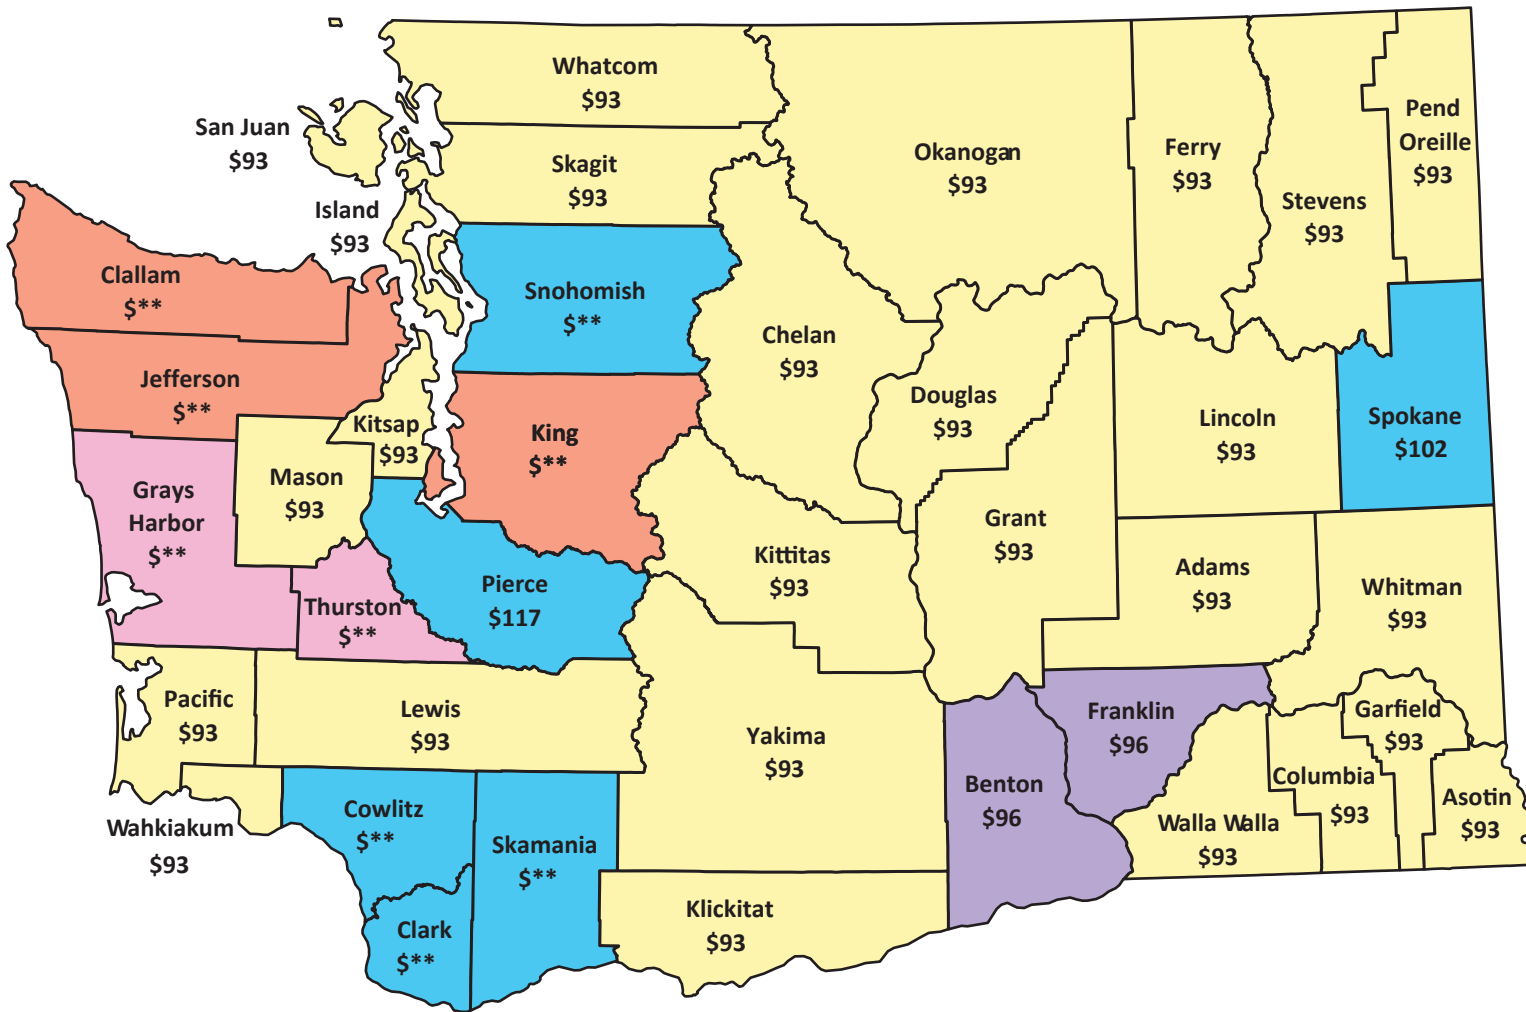 Whatcom
$93
San Juan
$93
Skagit
$93
Island
$93
Okanogan
$93
Ferry
$93
Stevens
$93
Pend
Oreille
$93
Clallam
$**
Snohomish
$**
Chelan
$93
Jefferson
$**
Kitsap
$93
King
$**
Douglas
$93
Lincoln
$93
Spokane
$102
Mason
$93
Grays
Harbor
$**
Grant
$93
Kittitas
$93
Adams
$93
Whitman
$93
Thurston
$**
Pierce
$117
Pacific
$93
Lewis
$93
Yakima
$93
Franklin
$96
Garfield
$93
Benton
$96
Columbia
$93
Asotin
$93
Walla Walla
$93
Wahkiakum
$93
Cowlitz
$**
Skamania
$**
Clark
$**
Klickitat
$93